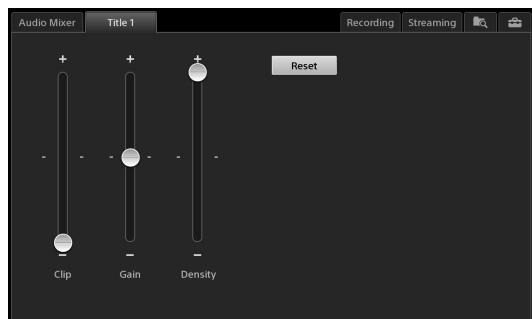 Audio Mixer Title 1 Recording Streaming
+ + +
Reset
- - - - - -
− − −
Clip Gain Density